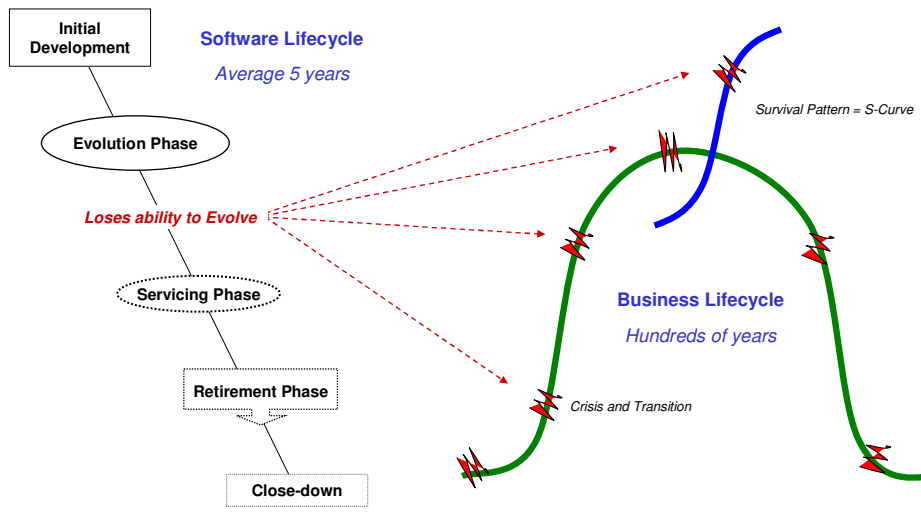 Initial
Development
Software Lifecycle
Average 5 years
Evolution Phase
Loses ability to Evolve
Servicing Phase
Retirement Phase
Close-down
Survival Pattern = S-Curve
Business Lifecycle
Hundreds of years
Crisis and Transition